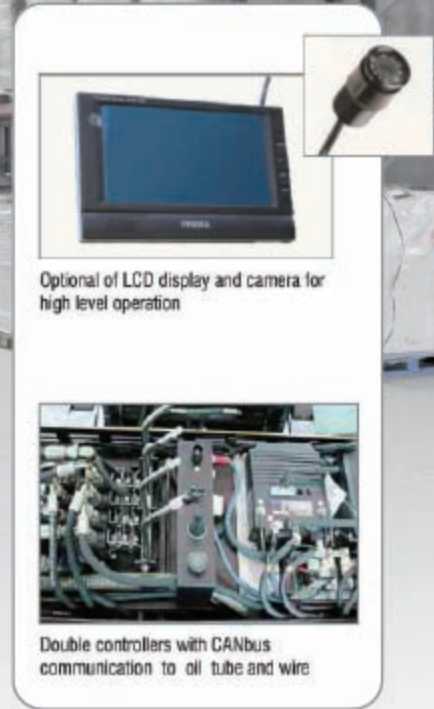 Optional of LCD display and camera for
high level operation
Double controllers with CANbus
communication to oil tube and wire